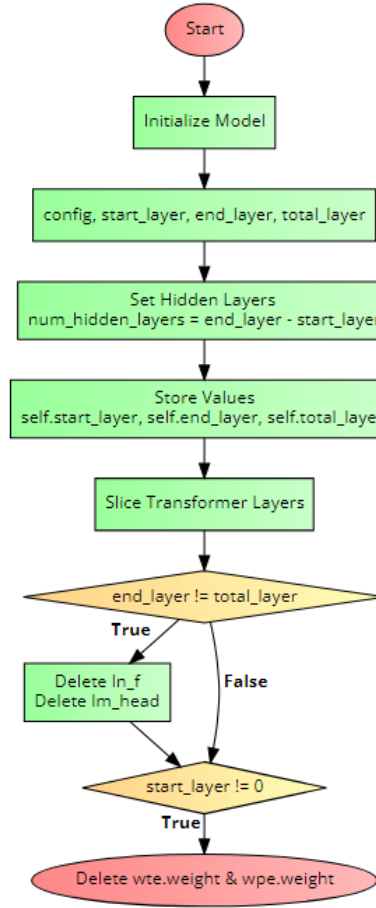 Start
Initialize Model
config, start_layer, end_layer, total_layer
Set Hidden Layers
num_hidden_layers = end_layer - start_layer
Store Values
self.start_layer, self.end_layer, self.total_laye
Slice Transformer Layers
end_layer != total_layer
True
False
Delete ln_f
Delete lm_head
start_layer != 0
True
Delete wte.weight & wpe.weight